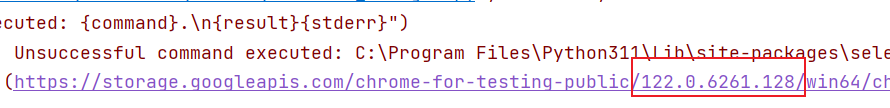 ecuted: {command}.\n{result}{stderr}")
Unsuccessful command executed: C:\Program Files\Python311\Lib\site-packages\sele
(https://storage.googleapis.com/chrome-for-testing-public/122.0.6261.128/win64/ch